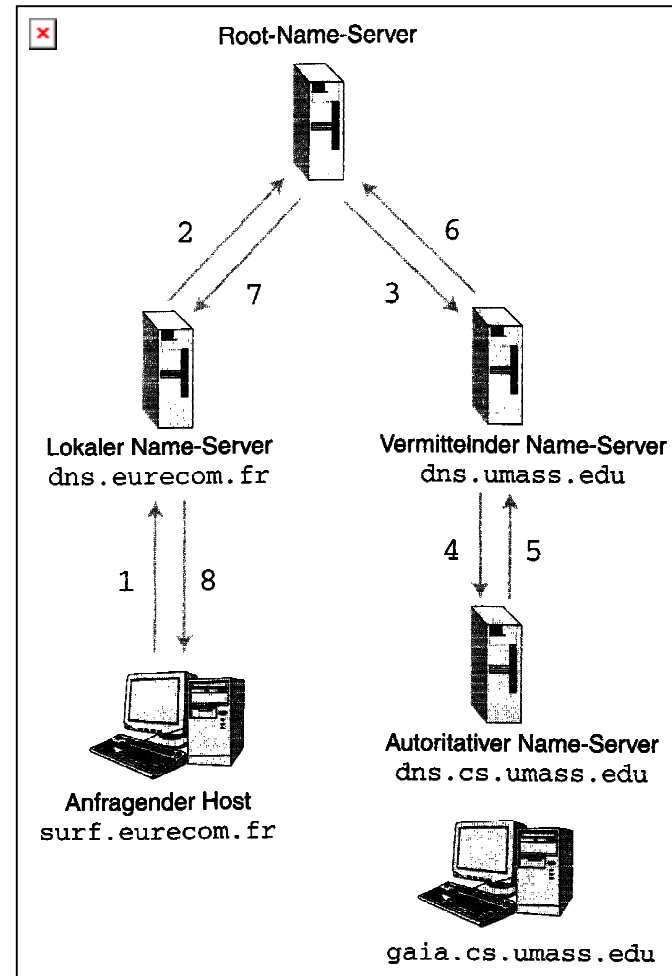 Root-Name-Server
2
7
3
6
Lokaler Name-Server
dns.eurecom.fr
Vermittelnder Name-Server
dns.umass.edu
1
8
4
5
Autoritativer Name-Server
dns.cs.umass.edu
Anfragender Host
surf.eurecom.fr
gaia.cs.umass.edu